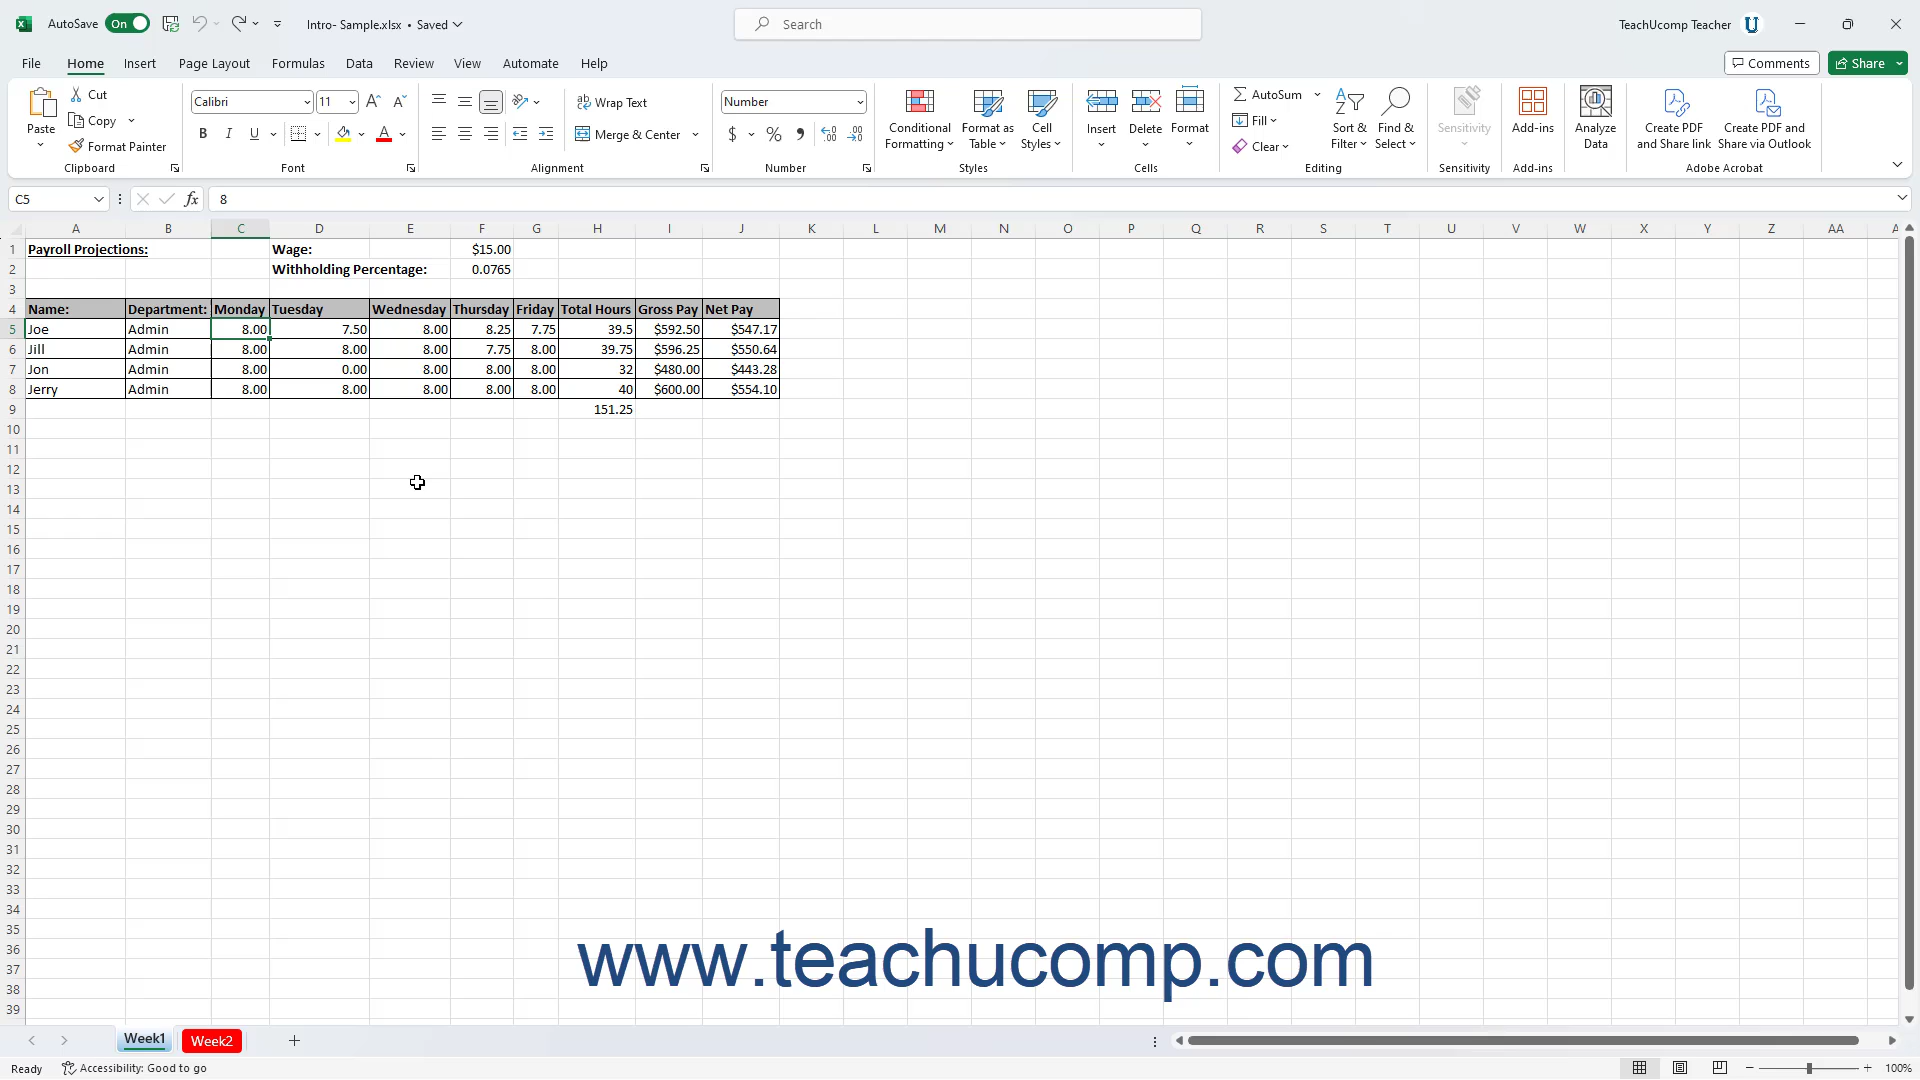 AutoSave On Intro- Sample.xlsx • Saved Search TeachUcomp Teacher
File Home Insert Page Layout Formulas Data Review View Automate Help Comments Share
Paste
Cut
Copy
Format Painter
Clipboard
Calibri 11
B I U A
Font
Wrap Text
Merge & Center
Alignment
Number
$ % ,
Number
Conditional Formatting
Format as Table
Cell Styles
Styles
Insert
Delete
Format
Cells
AutoSum
Fill
Clear
Sort & Filter
Find & Select
Editing
Sensitivity
Sensitivity
Add-ins
Add-ins
Analyze Data
Create PDF and Share link
Create PDF and Share via Outlook
Adobe Acrobat
C5 fx 8
A B C D E F G H I J K L M N O P Q R S T U V W X Y Z AA
1 Payroll Projections: Wage: $15.00
2 Withholding Percentage: 0.0765
3
4 Name: Department: Monday Tuesday Wednesday Thursday Friday Total Hours Gross Pay Net Pay
5 Joe Admin 8.00 7.50 8.00 8.25 7.75 39.5 $592.50 $547.17
6 Jill Admin 8.00 8.00 8.00 7.75 8.00 39.75 $596.25 $550.64
7 Jon Admin 8.00 0.00 8.00 8.00 8.00 32 $480.00 $443.28
8 Jerry Admin 8.00 8.00 8.00 8.00 8.00 40 $600.00 $554.10
9 151.25
10
11
12
13
14
15
16
17
18
19
20
21
22
23
24
25
26
27
28
29
30
31
32
33
34
35
36
37
38
39
www.teachucomp.com
Week1 Week2
Ready Accessibility: Good to go 100%